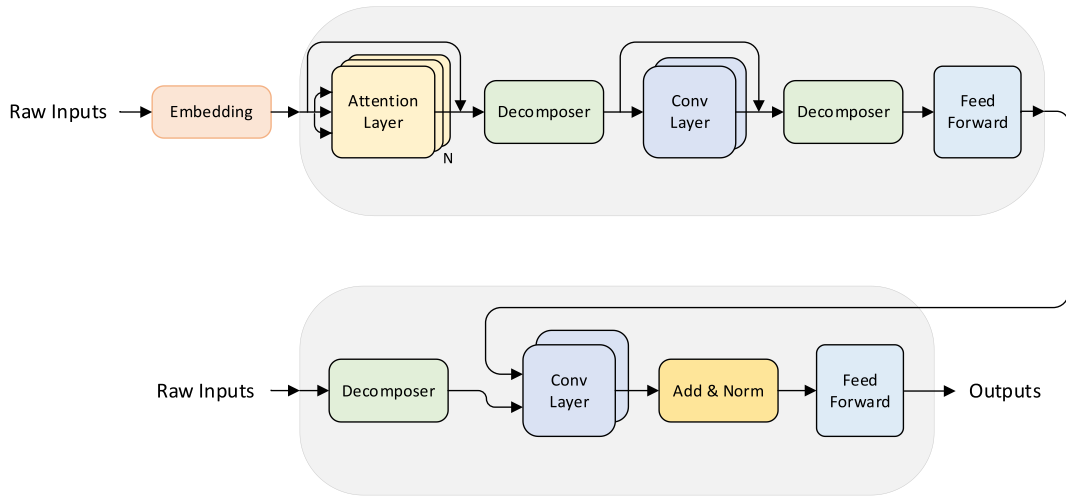 Raw Inputs
Embedding
Attention
Layer
N
Decomposer
Conv
Layer
Decomposer
Feed
Forward
Raw Inputs
Decomposer
Conv
Layer
Add & Norm
Feed
Forward
Outputs